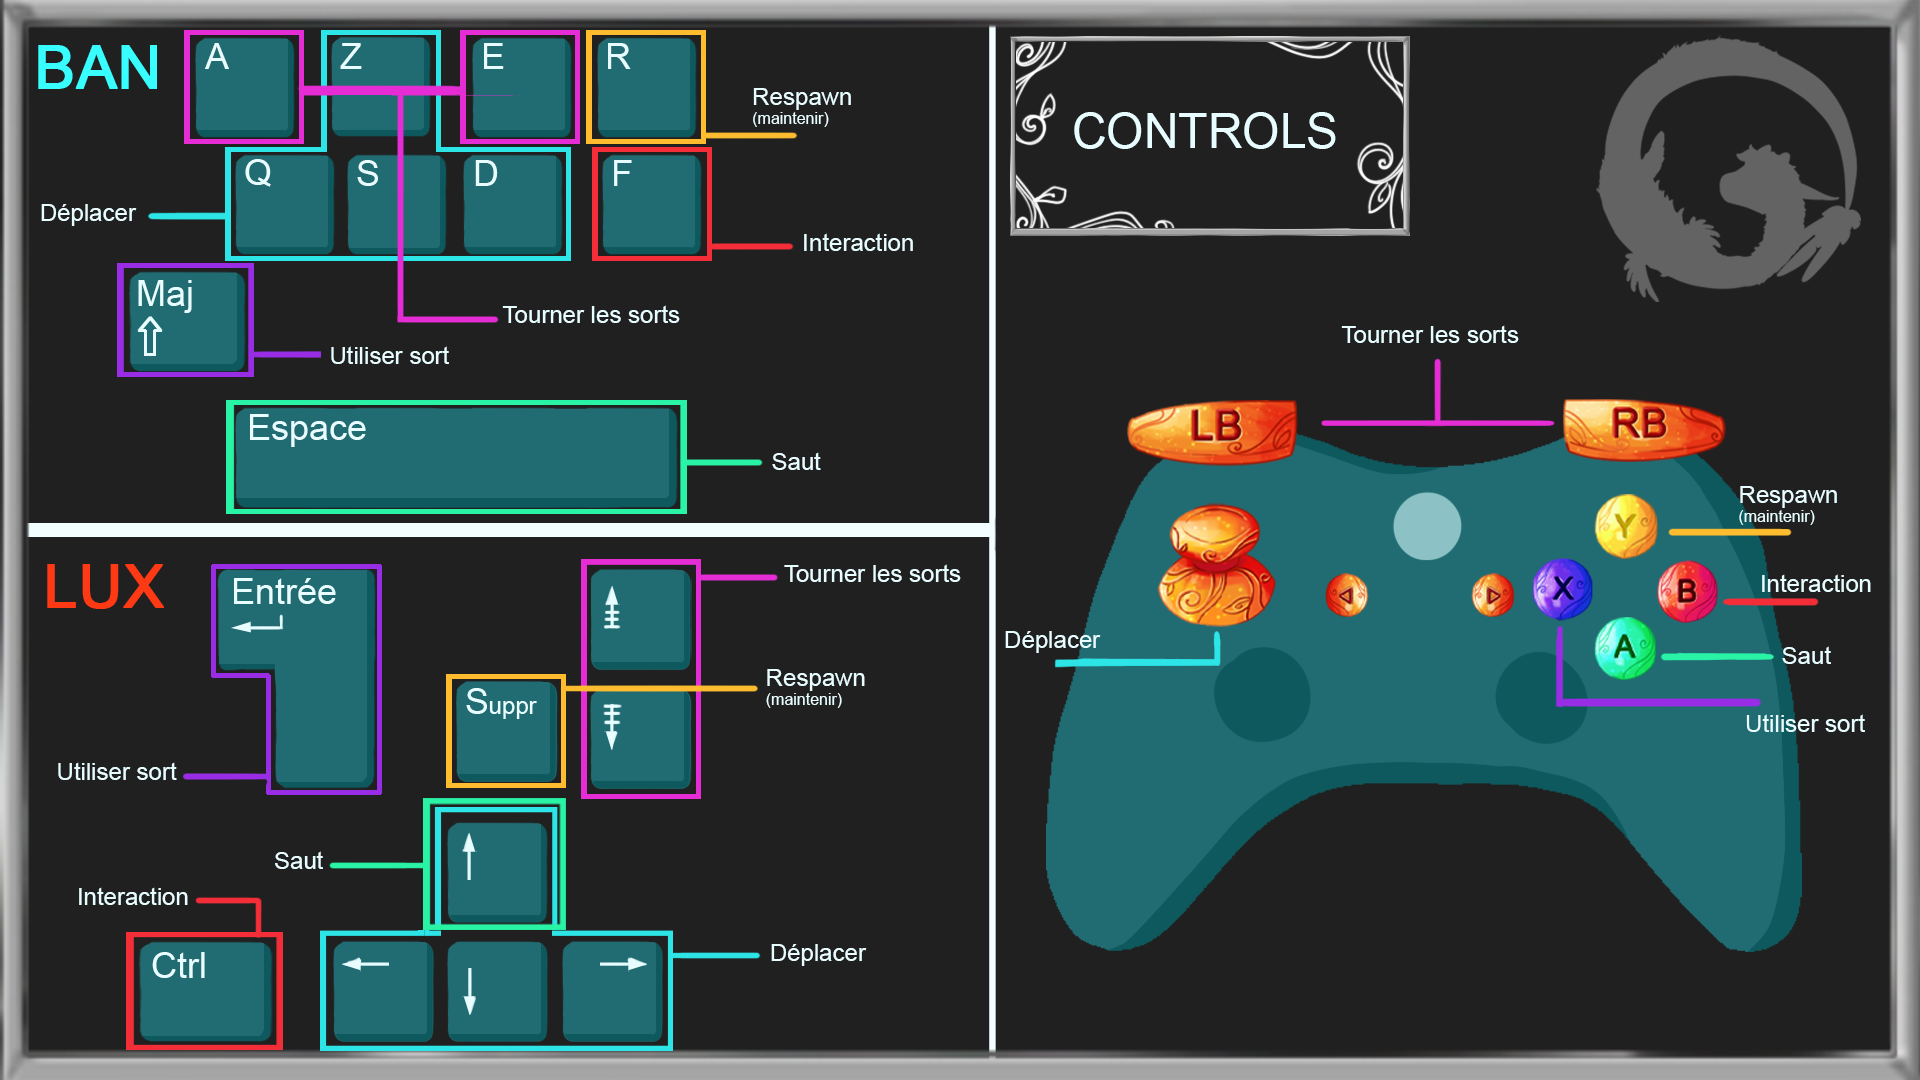 BAN
A
Z
E
R
Respawn
(maintenir)
Q
S
D
F
Déplacer
Interaction
Maj
Tourner les sorts
Utiliser sort
Espace
Saut
LUX
Entrée
Tourner les sorts
Suppr
Respawn
(maintenir)
Utiliser sort
Saut
Interaction
Ctrl
Déplacer
CONTROLS
Tourner les sorts
LB
RB
Respawn
(maintenir)
Y
X
B
Interaction
Déplacer
A
Saut
Utiliser sort